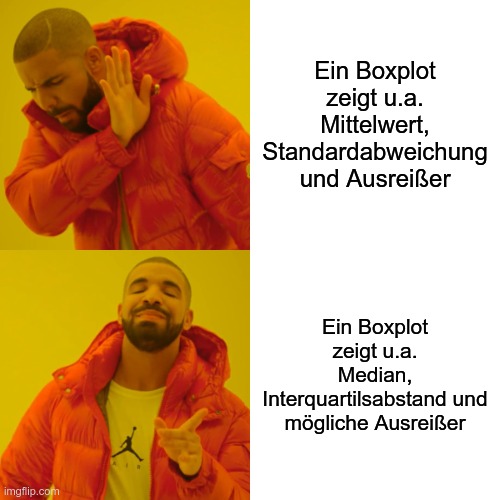 Ein Boxplot
zeigt u.a.
Mittelwert,
Standardabweichung
und Ausreißer
Ein Boxplot
zeigt u.a.
Median,
Interquartilsabstand und
mögliche Ausreißer
imgflip.com